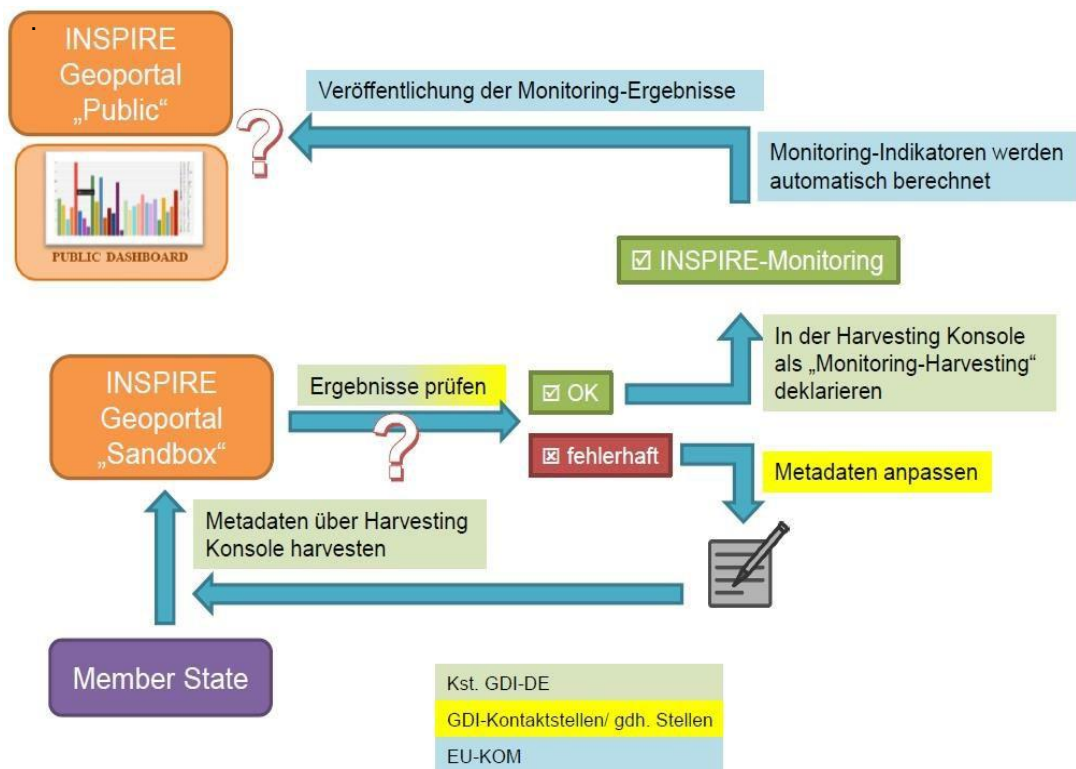 INSPIRE
Geoportal
„Public“
PUBLIC DASHBOARD
?
Veröffentlichung der Monitoring-Ergebnisse
Monitoring-Indikatoren werden
automatisch berechnet
☑ INSPIRE-Monitoring
In der Harvesting Konsole
als „Monitoring-Harvesting“
deklarieren
INSPIRE
Geoportal
„Sandbox“
Ergebnisse prüfen
?
☑ OK
☒ fehlerhaft
Metadaten anpassen
Metadaten über Harvesting
Konsole harvesten
Member State
Kst. GDI-DE
GDI-Kontaktstellen/ gdh. Stellen
EU-KOM